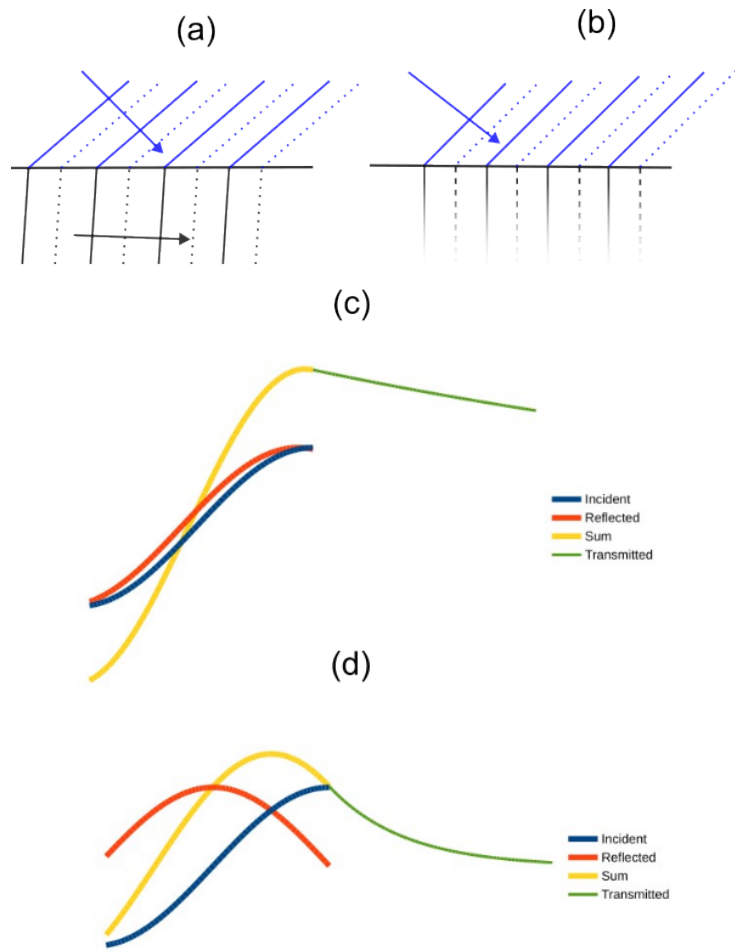 (a)
(b)
(c)
Incident
Reflected
Sum
Transmitted
(d)
Incident
Reflected
Sum
Transmitted